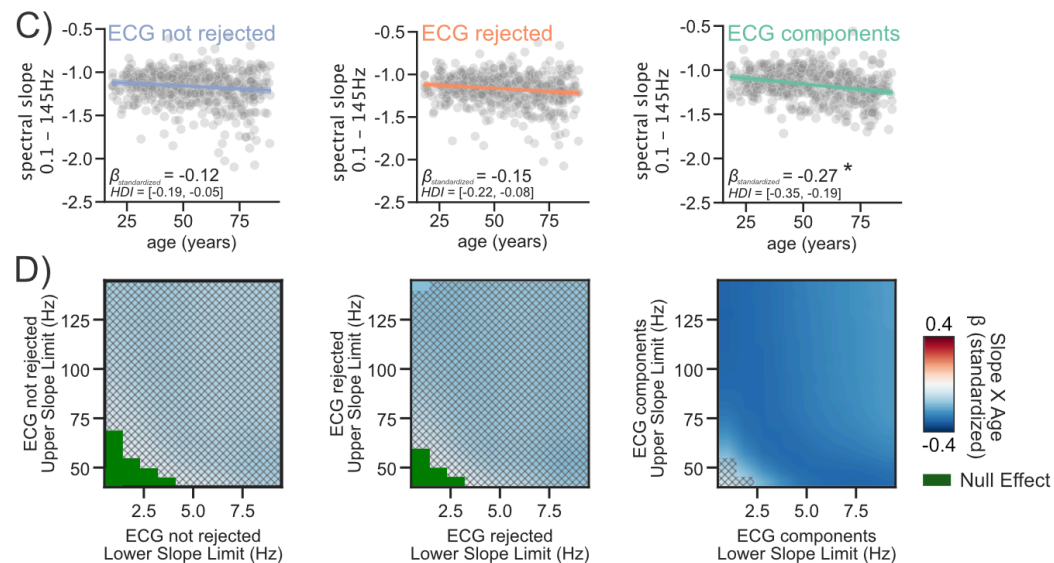 C)
ECG not rejected
ECG rejected
ECG components
spectral slope
0.1 – 145Hz
-0.5
-1.0
-1.5
-2.0
-2.5
βstandardized = -0.12
HDI = [-0.19, -0.05]
25 50 75
age (years)
spectral slope
0.1 – 145Hz
-0.5
-1.0
-1.5
-2.0
-2.5
βstandardized = -0.15
HDI = [-0.22, -0.08]
25 50 75
age (years)
spectral slope
0.1 – 145Hz
-0.5
-1.0
-1.5
-2.0
-2.5
βstandardized = -0.27 *
HDI = [-0.35, -0.19]
25 50 75
age (years)
D)
ECG not rejected
Upper Slope Limit (Hz)
125
100
75
50
2.5 5.0 7.5
ECG not rejected
Lower Slope Limit (Hz)
ECG rejected
Upper Slope Limit (Hz)
125
100
75
50
2.5 5.0 7.5
ECG rejected
Lower Slope Limit (Hz)
ECG components
Upper Slope Limit (Hz)
125
100
75
50
2.5 5.0 7.5
ECG components
Lower Slope Limit (Hz)
0.4
-0.4
Slope X Age
β (standardized)
Null Effect